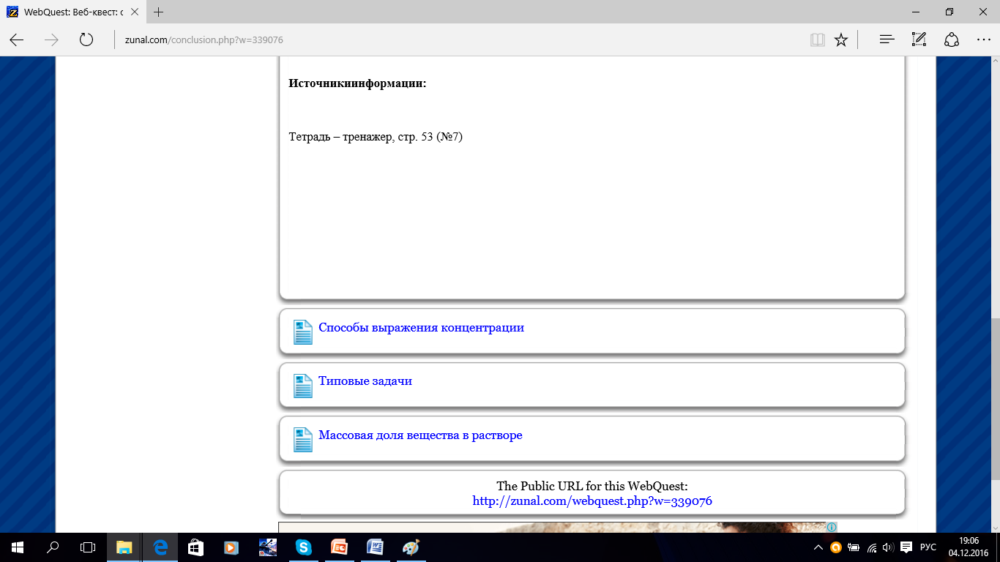 WebQuest: Веб-квест: с
zunal.com/conclusion.php?w=339076
Источникиинформации:
Тетрадь – тренажер, стр. 53 (№7)
Способы выражения концентрации
Типовые задачи
Массовая доля вещества в растворе
The Public URL for this WebQuest:
http://zunal.com/webquest.php?w=339076
РУС
19:06
04.12.2016